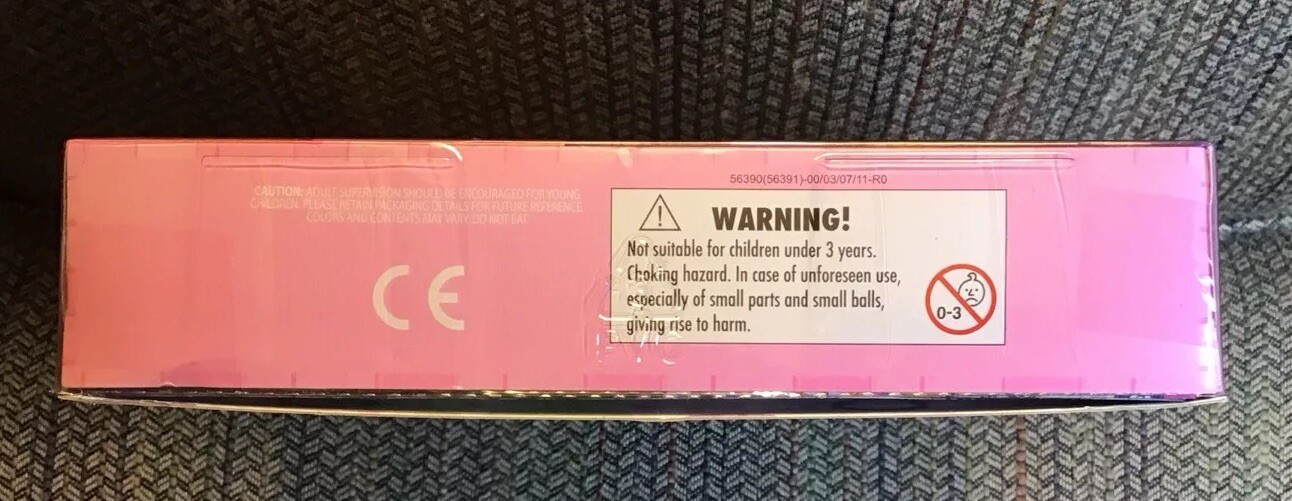 CAUTION: ADULT SUPERVISION SHOULD BE ENCOURAGED FOR YOUNG
CHILDREN. PLEASE RETAIN PACKAGING DETAILS FOR FUTURE REFERENCE.
COLORS AND CONTENTS MAY VARY. DO NOT EAT.
CE
56390(56391)-00/03/07/11-R0
WARNING!
Not suitable for children under 3 years.
Choking hazard. In case of unforeseen use,
especially of small parts and small balls,
giving rise to harm.
0-3